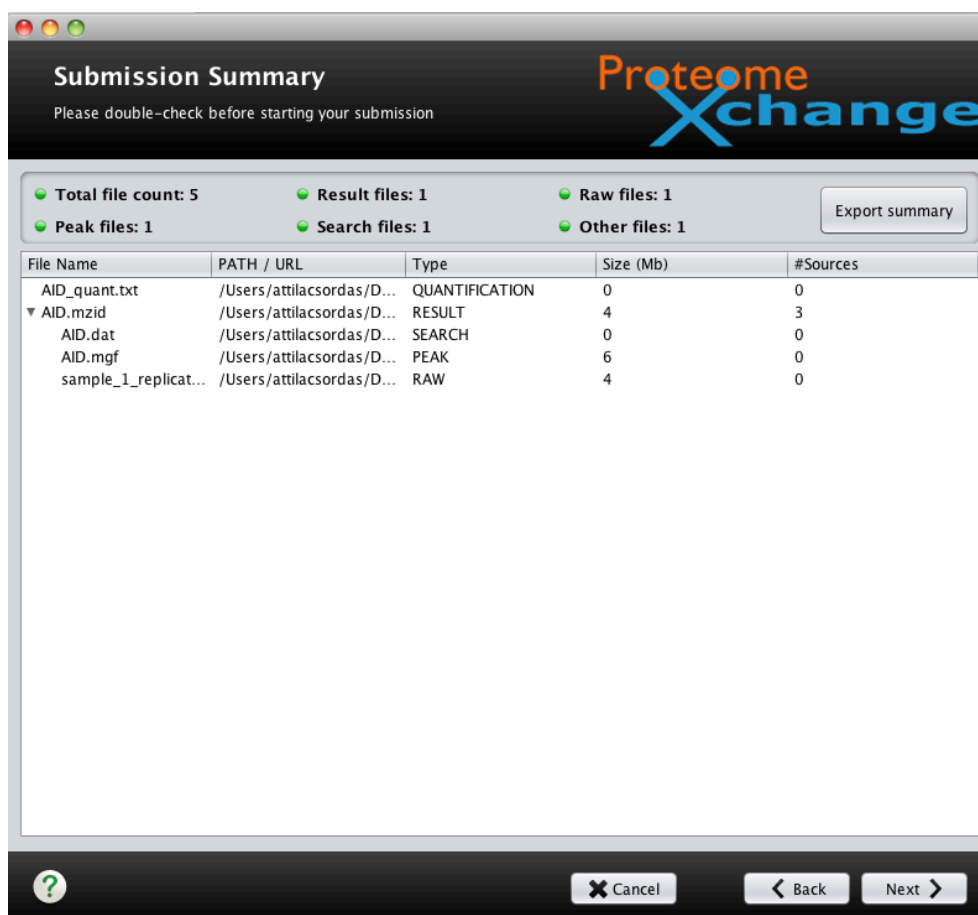 Submission Summary
Please double-check before starting your submission
Proteome
Xchange
Total file count: 5 Result files: 1 Raw files: 1
Peak files: 1 Search files: 1 Other files: 1
Export summary
File Name PATH / URL Type Size (Mb) #Sources
AID_quant.txt /Users/attilacsordas/D... QUANTIFICATION 0 0
AID.mzid /Users/attilacsordas/D... RESULT 4 3
AID.dat /Users/attilacsordas/D... SEARCH 0 0
AID.mgf /Users/attilacsordas/D... PEAK 6 0
sample_1_replicat... /Users/attilacsordas/D... RAW 4 0
? Cancel Back Next